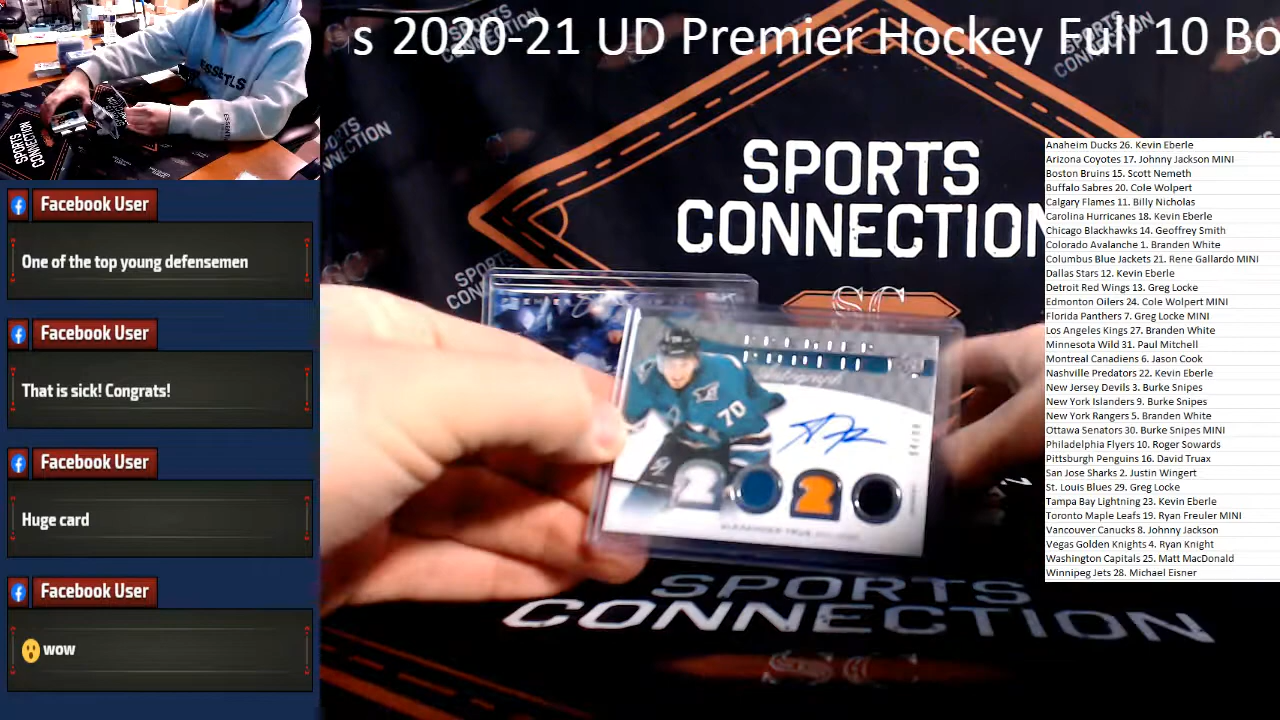 s 2020-21 UD Premier Hockey Full 10 Bo
SPORTS
CONNECTION
Facebook User
One of the top young defensemen
Facebook User
That is sick! Congrats!
Facebook User
Huge card
Facebook User
😮 wow
SPORTS
CONNECTION
SC
PREMIER
70
2
2
ALEXANDER TRUE
SPORTS
CONNECTION
Anaheim Ducks 26. Kevin Eberle
Arizona Coyotes 17. Johnny Jackson MINI
Boston Bruins 15. Scott Nemeth
Buffalo Sabres 20. Cole Wolpert
Calgary Flames 11. Billy Nicholas
Carolina Hurricanes 18. Kevin Eberle
Chicago Blackhawks 14. Geoffrey Smith
Colorado Avalanche 1. Branden White
Columbus Blue Jackets 21. Rene Gallardo MINI
Dallas Stars 12. Kevin Eberle
Detroit Red Wings 13. Greg Locke
Edmonton Oilers 24. Cole Wolpert MINI
Florida Panthers 7. Greg Locke MINI
Los Angeles Kings 27. Branden White
Minnesota Wild 31. Paul Mitchell
Montreal Canadiens 6. Jason Cook
Nashville Predators 22. Kevin Eberle
New Jersey Devils 3. Burke Snipes
New York Islanders 9. Burke Snipes
New York Rangers 5. Branden White
Ottawa Senators 30. Burke Snipes MINI
Philadelphia Flyers 10. Roger Sowards
Pittsburgh Penguins 16. David Truax
San Jose Sharks 2. Justin Wingert
St. Louis Blues 29. Greg Locke
Tampa Bay Lightning 23. Kevin Eberle
Toronto Maple Leafs 19. Ryan Freuler MINI
Vancouver Canucks 8. Johnny Jackson
Vegas Golden Knights 4. Ryan Knight
Washington Capitals 25. Matt MacDonald
Winnipeg Jets 28. Michael Eisner